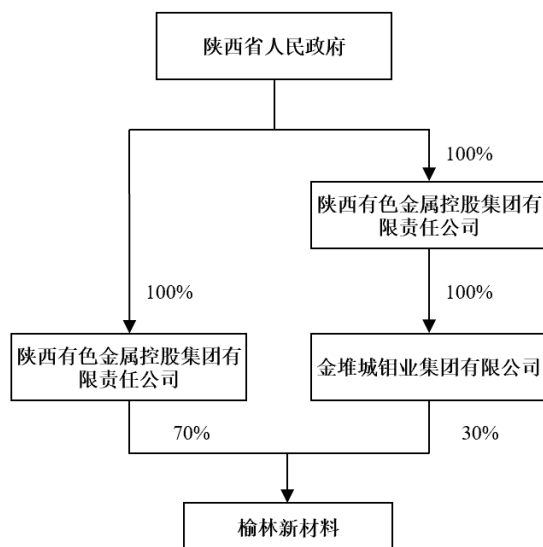 陕西省人民政府
100%
陕西有色金属控股集团有
限责任公司
100%
100%
陕西有色金属控股集团有
限责任公司
金堆城钼业集团有限公司
70%
30%
榆林新材料